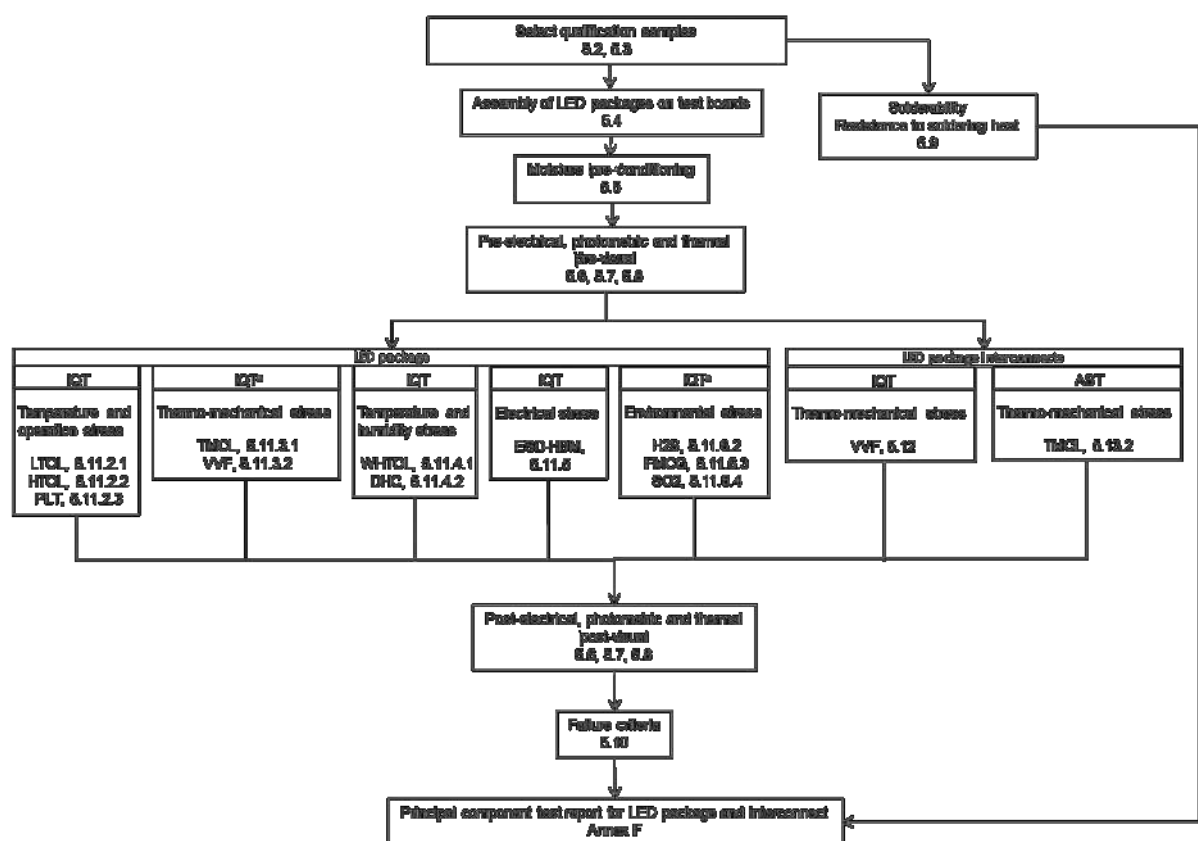 Select qualification samples
5.2, 5.3
Assembly of LED packages on test boards
5.4
Solderability
Resistance to soldering heat
5.9
Moisture pre-conditioning
5.5
Pre-electrical, photometric and thermal
pre-visual
5.6, 5.7, 5.8
LED package
IQT
Temperature and
operation stress
LTOL, 5.11.2.1
HTOL, 5.11.2.2
PLT, 5.11.2.3
Thermo-mechanical stress
TMCL, 5.11.3.1
VVF, 5.11.3.2
IQT
Temperature and
humidity stress
WHTOL, 5.11.4.1
DHC, 5.11.4.2
IQT
Electrical stress
ESD-HBM,
5.11.5
Environmental stress
H2S, 5.11.6.2
FMCG, 5.11.6.3
SO2, 5.11.6.4
LED package interconnects
IQT
Thermo-mechanical stress
VVF, 5.12
AST
Thermo-mechanical stress
TMCL, 5.13.2
Post-electrical, photometric and thermal
post-visual
5.6, 5.7, 5.8
Failure criteria
5.10
Principal component test report for LED package and interconnect
Annex F